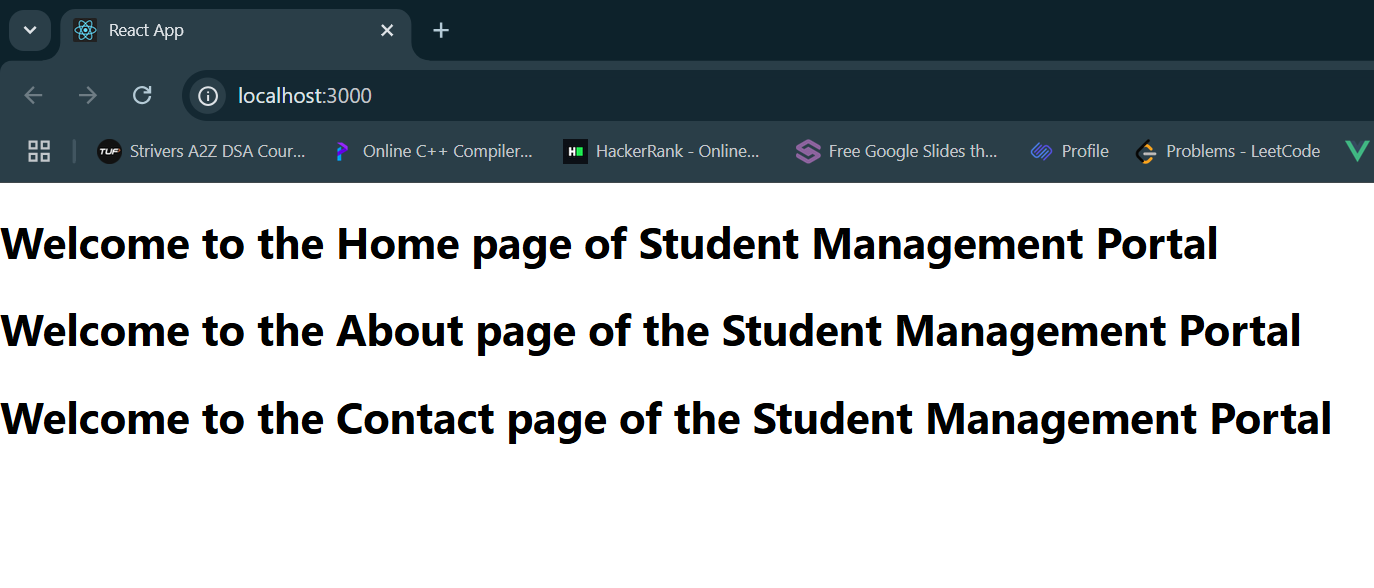 React App
localhost:3000
TUF Strivers A2Z DSA Cour... Online C++ Compiler... H HackerRank - Online... Free Google Slides th... Profile Problems - LeetCode
Welcome to the Home page of Student Management Portal
Welcome to the About page of the Student Management Portal
Welcome to the Contact page of the Student Management Portal